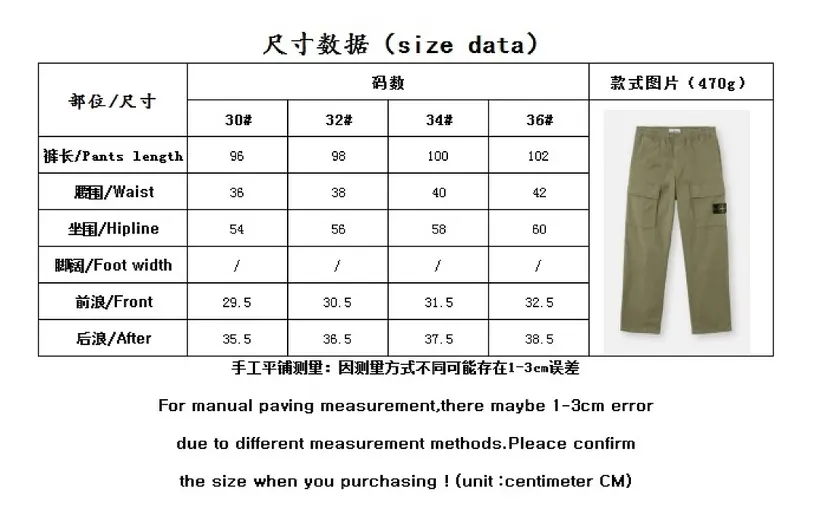 尺寸数据（size data）
部位/尺寸 码数 款式图片（470g）
30# 32# 34# 36#
裤长/Pants length 96 98 100 102
腰围/Waist 36 38 40 42
坐围/Hipline 54 56 58 60
脚阔/Foot width / / / /
前浪/Front 29.5 30.5 31.5 32.5
后浪/After 35.5 36.5 37.5 38.5
手工平铺测量：因测量方式不同可能存在1-3cm误差
For manual paving measurement,there maybe 1-3cm error
due to different measurement methods.Pleace confirm
the size when you purchasing！(unit :centimeter CM)